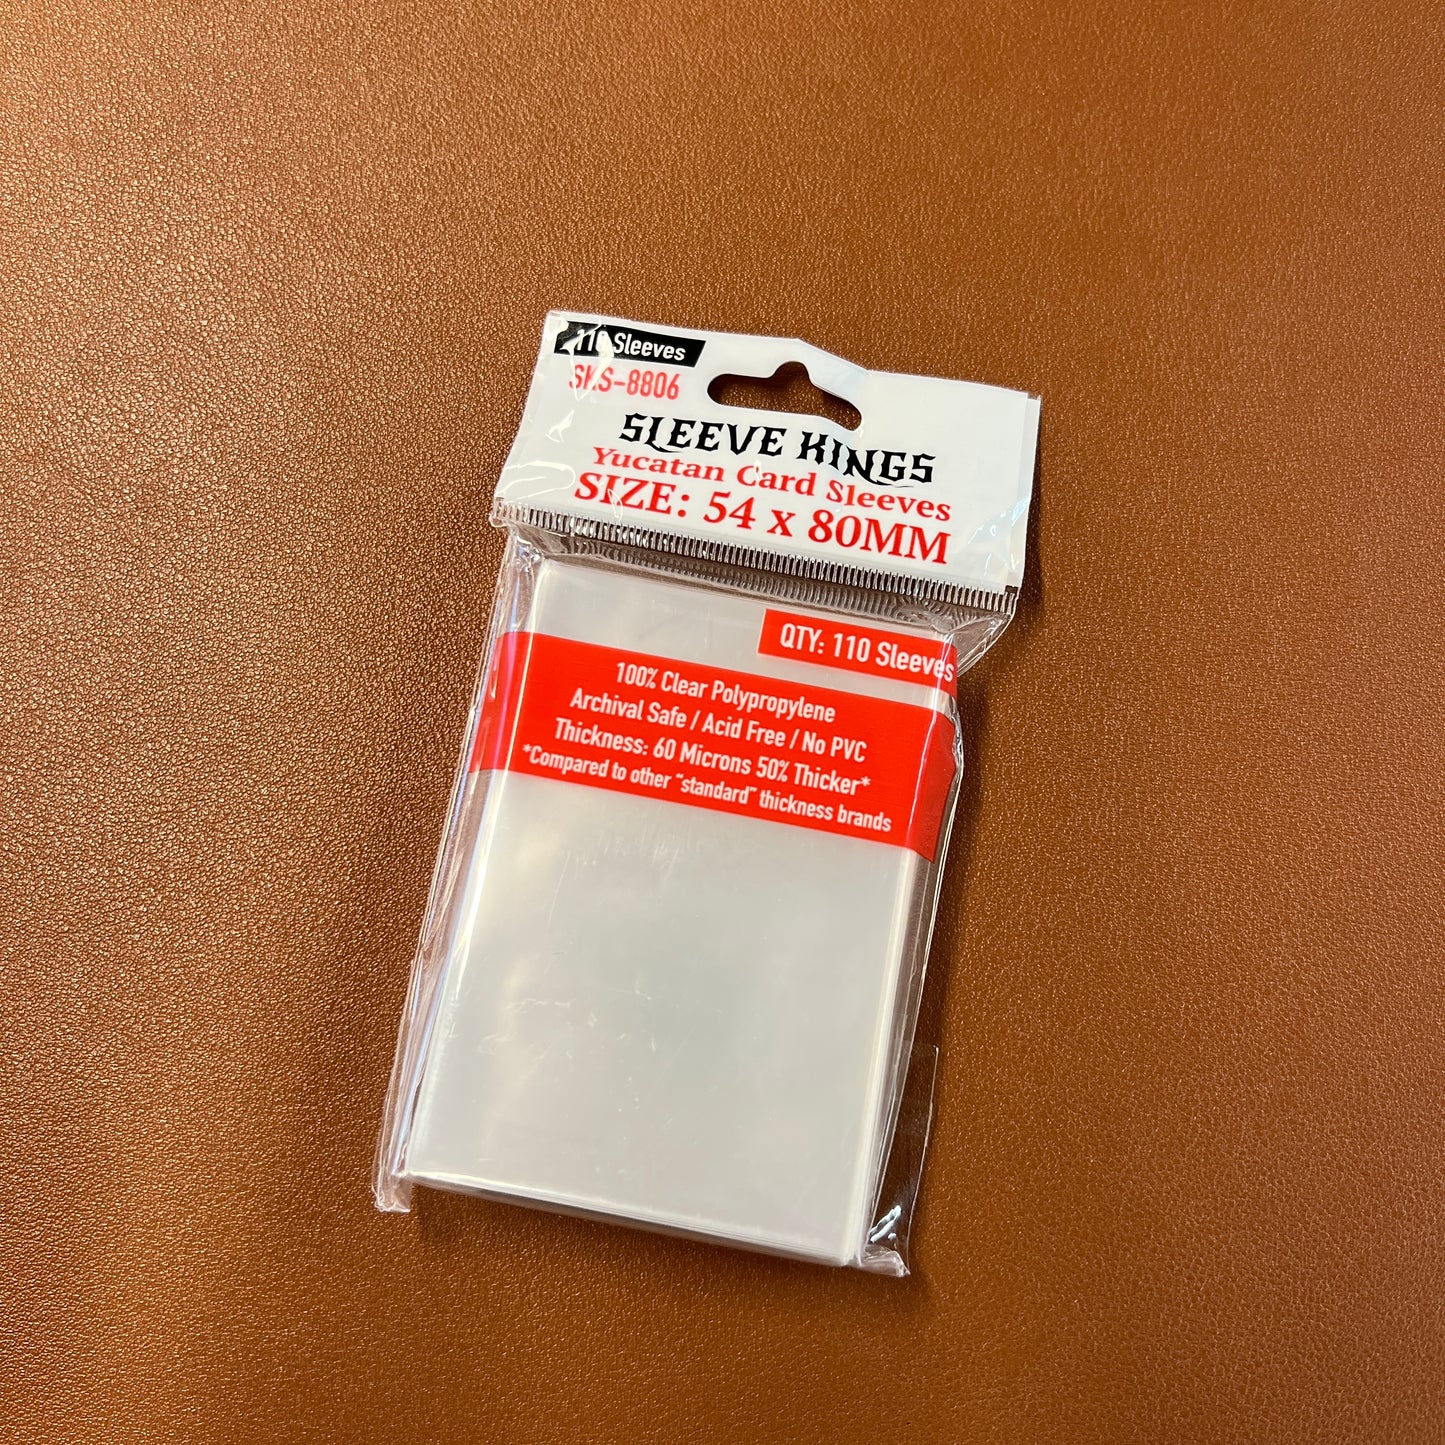 110 Sleeves
SKS-8806
SLEEVE KINGS
Yucatan Card Sleeves
SIZE: 54 x 80MM
QTY: 110 Sleeves
100% Clear Polypropylene
Archival Safe / Acid Free / No PVC
Thickness: 60 Microns 50% Thicker*
*Compared to other “standard” thickness brands